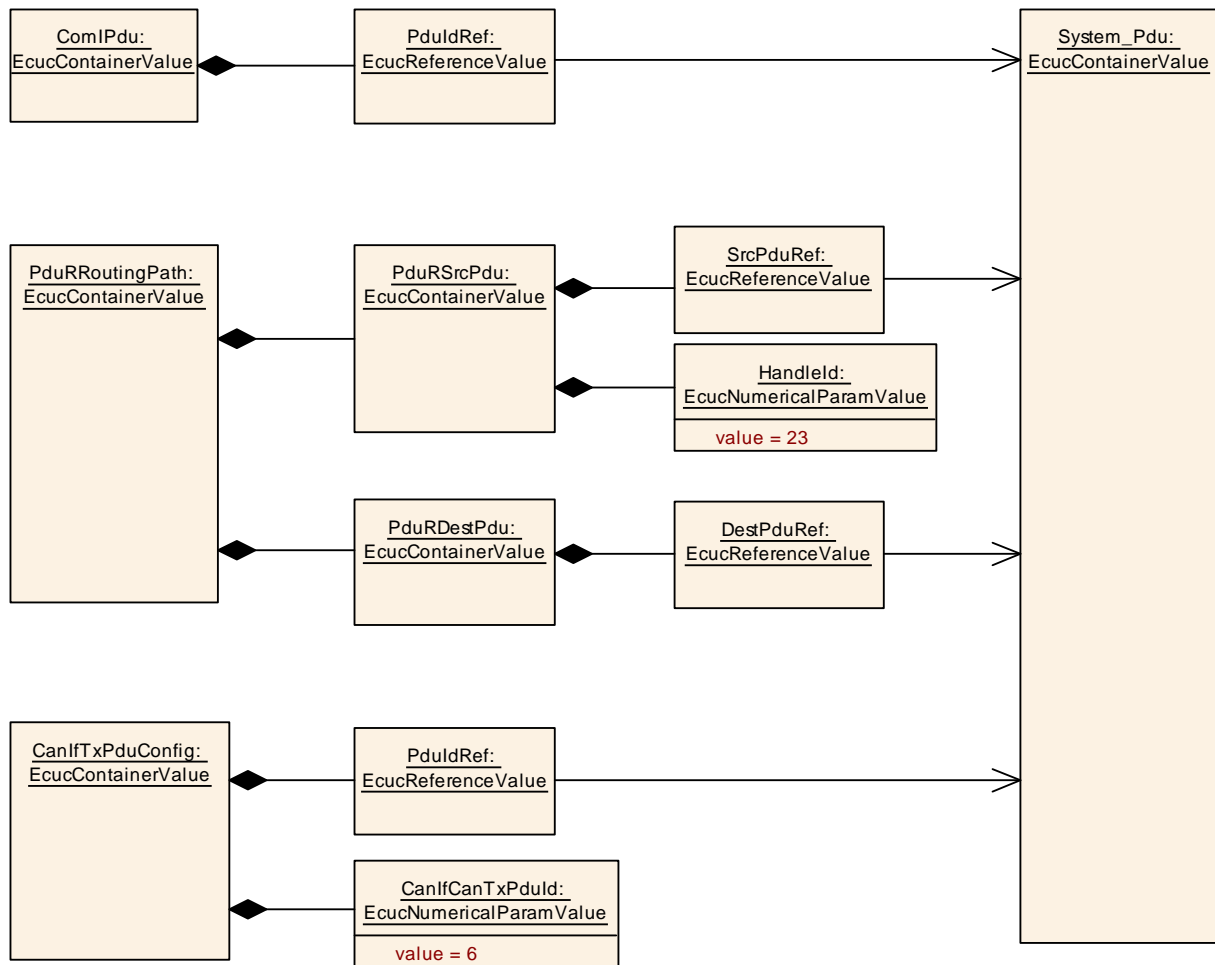 ComIPdu:
EcucContainerValue
PduIdRef:
EcucReferenceValue
System_Pdu:
EcucContainerValue
PduRRoutingPath:
EcucContainerValue
PduRSrcPdu:
EcucContainerValue
SrcPduRef:
EcucReferenceValue
HandleId:
EcucNumericalParamValue
value = 23
PduRDestPdu:
EcucContainerValue
DestPduRef:
EcucReferenceValue
CanIfTxPduConfig:
EcucContainerValue
PduIdRef:
EcucReferenceValue
CanIfCanTxPduId:
EcucNumericalParamValue
value = 6